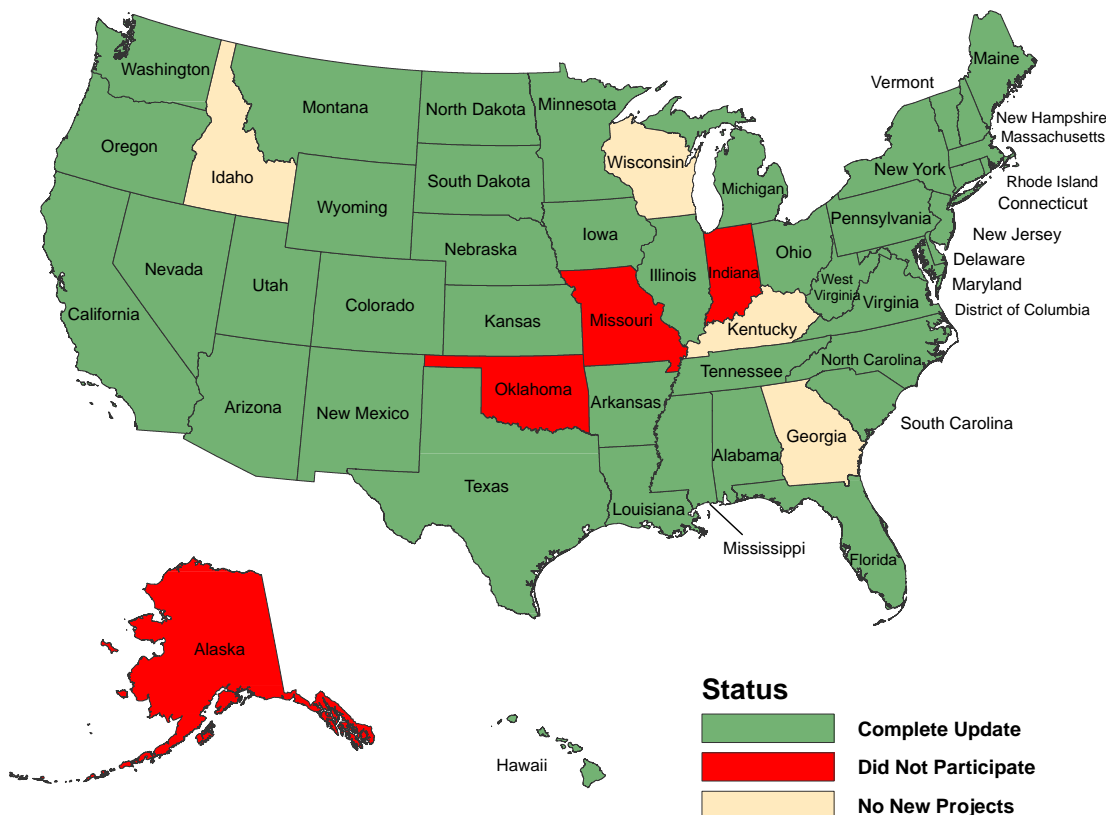 Maine
Washington
Vermont
Montana
North Dakota
Minnesota
New Hampshire
Massachusetts
Oregon
Wisconsin
Idaho
New York
South Dakota
Michigan
Rhode Island
Connecticut
Wyoming
Pennsylvania
Iowa
New Jersey
Nebraska
Ohio
Delaware
Nevada
Illinois
Indiana
Utah
West
Virginia
Maryland
Colorado
Virginia
District of Columbia
California
Kansas
Missouri
Kentucky
North Carolina
Tennessee
Oklahoma
Arkansas
Arizona
New Mexico
South Carolina
Georgia
Alabama
Texas
Louisiana
Mississippi
Florida
Alaska
Hawaii
Status
Complete Update
Did Not Participate
No New Projects